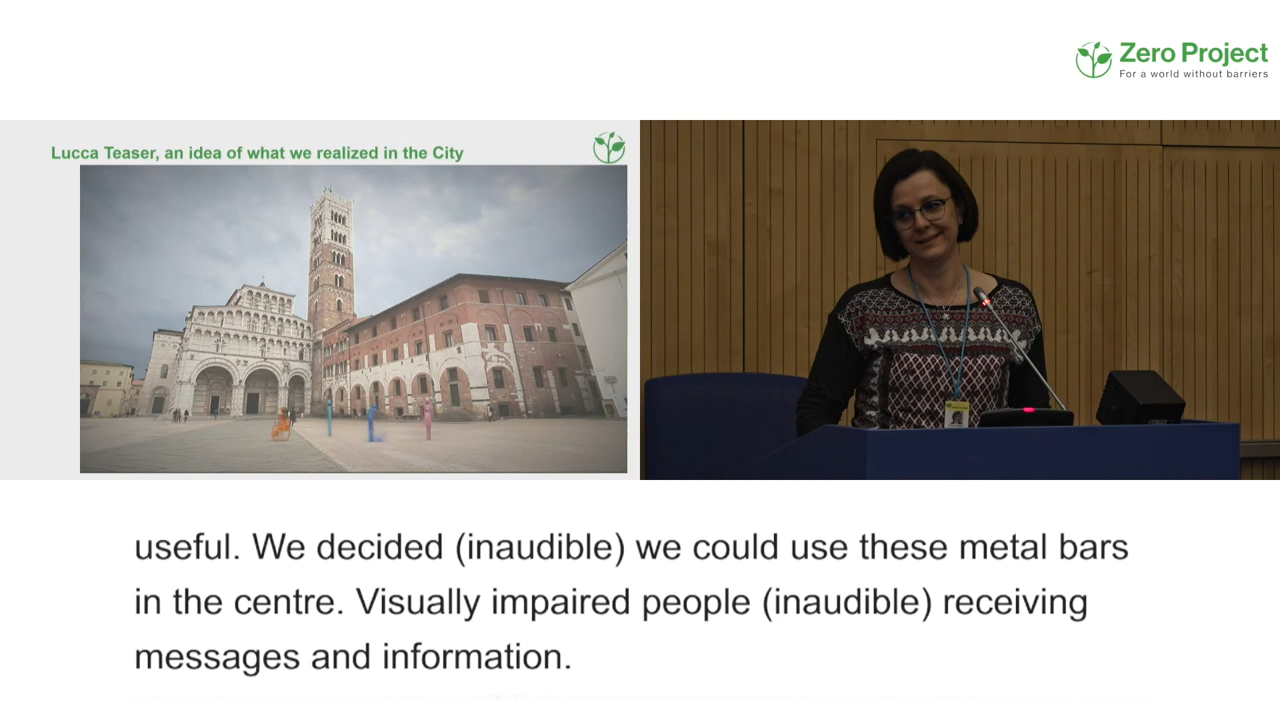 Zero Project
For a world without barriers
Lucca Teaser, an idea of what we realized in the City
useful. We decided (inaudible) we could use these metal bars
in the centre. Visually impaired people (inaudible) receiving
messages and information.